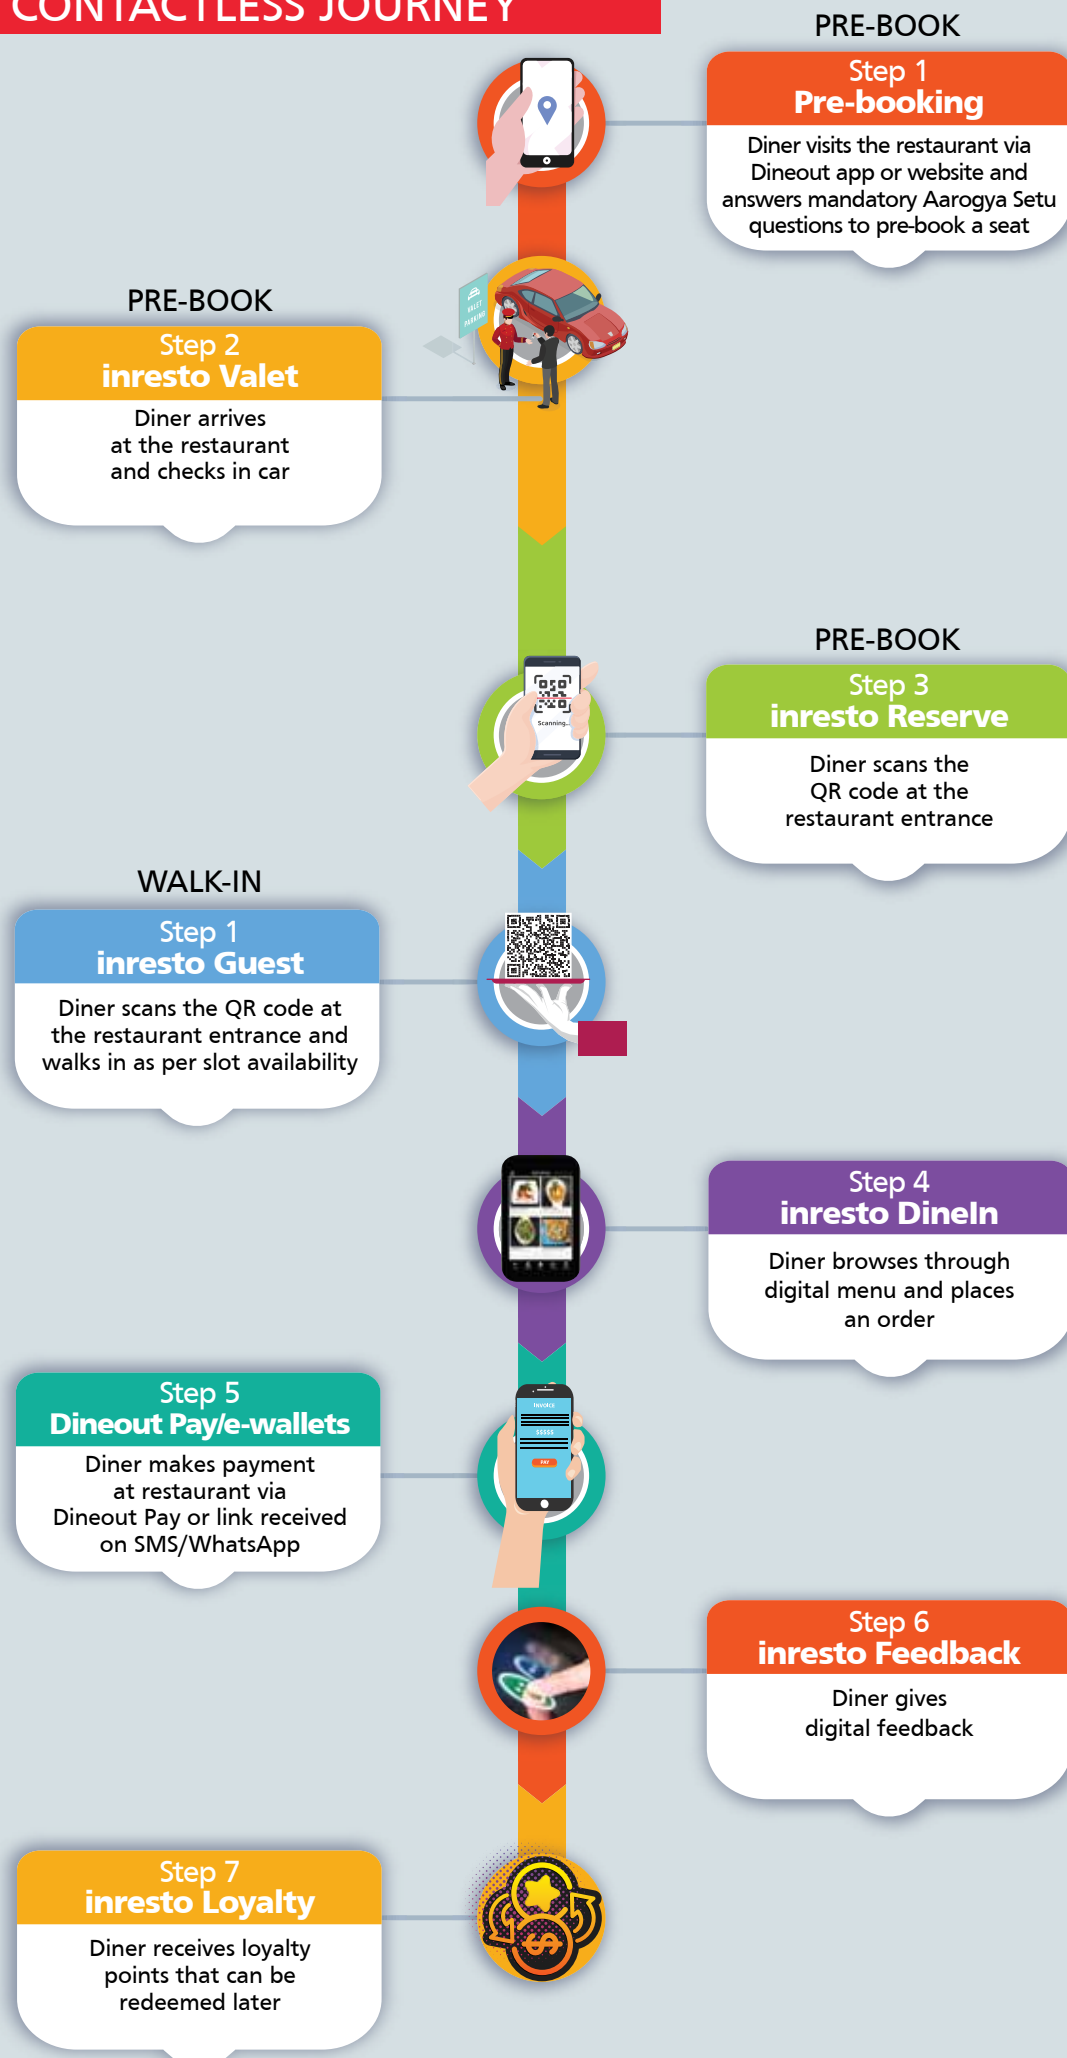 CONTACTLESS JOURNEY
PRE-BOOK
Step 1
Pre-booking
Diner visits the restaurant via
Dineout app or website and
answers mandatory Aarogya Setu
questions to pre-book a seat
VALET
PARKING
PRE-BOOK
Step 2
inresto Valet
Diner arrives
at the restaurant
and checks in car
PRE-BOOK
Step 3
inresto Reserve
Diner scans the
QR code at the
restaurant entrance
Scanning...
WALK-IN
Step 1
inresto Guest
Diner scans the QR code at
the restaurant entrance and
walks in as per slot availability
Step 4
inresto DineIn
Diner browses through
digital menu and places
an order
Step 5
Dineout Pay/e-wallets
Diner makes payment
at restaurant via
Dineout Pay or link received
on SMS/WhatsApp
INVOICE
$$$$$
PAY
Step 6
inresto Feedback
Diner gives
digital feedback
Step 7
inresto Loyalty
Diner receives loyalty
points that can be
redeemed later
$